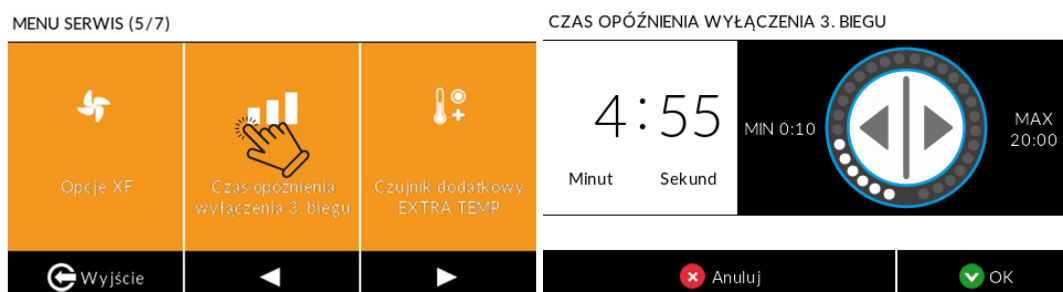 MENU SERWIS (5/7)
Opcje XF
Czas opóźnienia
wyłączenia 3. biegu
Czujnik dodatkowy
EXTRA TEMP
Wyjście
CZAS OPÓŹNIENIA WYŁĄCZENIA 3. BIEGU
4:55
Minut Sekund
MIN 0:10
MAX
20:00
Anuluj
OK